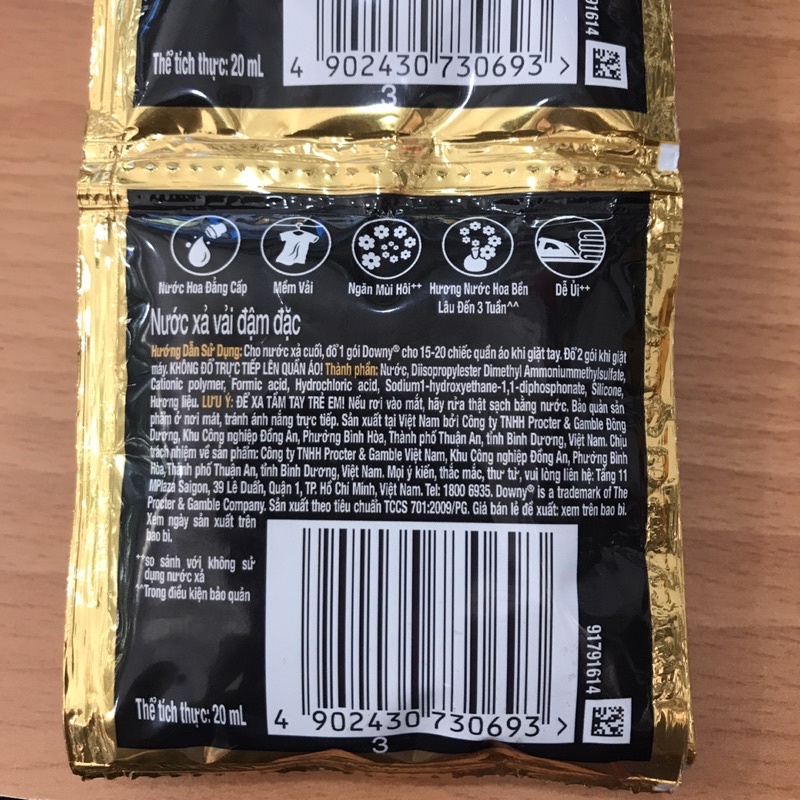 91791614
Thể tích thực: 20 mL
4 902430 730693 >
3
Nước Hoa Đẳng Cấp
Mềm Vải
Ngăn Mùi Hôi++
Hương Nước Hoa Bền
Lâu Đến 3 Tuần^^
Dễ Ủi++
Nước xả vải đậm đặc
Hướng Dẫn Sử Dụng: Cho nước xả cuối, đổ 1 gói Downy® cho 15-20 chiếc quần áo khi giặt tay. Đổ 2 gói khi giặt
máy. KHÔNG ĐỔ TRỰC TIẾP LÊN QUẦN ÁO! Thành phần: Nước, Diisopropylester Dimethyl Ammoniummethylsulfate,
Cationic polymer, Formic acid, Hydrochloric acid, Sodium1-hydroxyethane-1,1-diphosphonate, Silicone,
Hương liệu. LƯU Ý: ĐỂ XA TẦM TAY TRẺ EM! Nếu rơi vào mắt, hãy rửa thật sạch bằng nước. Bảo quản sản
phẩm ở nơi mát, tránh ánh nắng trực tiếp. Sản xuất tại Việt Nam bởi Công ty TNHH Procter & Gamble Đông
Dương, Khu Công nghiệp Đồng An, Phường Bình Hòa, Thành phố Thuận An, tỉnh Bình Dương, Việt Nam. Chịu
trách nhiệm về sản phẩm: Công ty TNHH Procter & Gamble Việt Nam, Khu Công nghiệp Đồng An, Phường Bình
Hòa, Thành phố Thuận An, tỉnh Bình Dương, Việt Nam. Mọi ý kiến, thắc mắc, thư từ, vui lòng liên hệ: Tầng 11
MPlaza Saigon, 39 Lê Duẩn, Quận 1, TP. Hồ Chí Minh, Việt Nam. Tel: 1800 6935. Downy® is a trademark of The
Procter & Gamble Company. Sản xuất theo tiêu chuẩn TCCS 701:2009/PG. Giá bán lẻ đề xuất: xem trên bao bì.
Xem ngày sản xuất trên
bao bì.
++so sánh với không sử
dụng nước xả
^^Trong điều kiện bảo quản
91791614
Thể tích thực: 20 mL
4 902430 730693 >
3